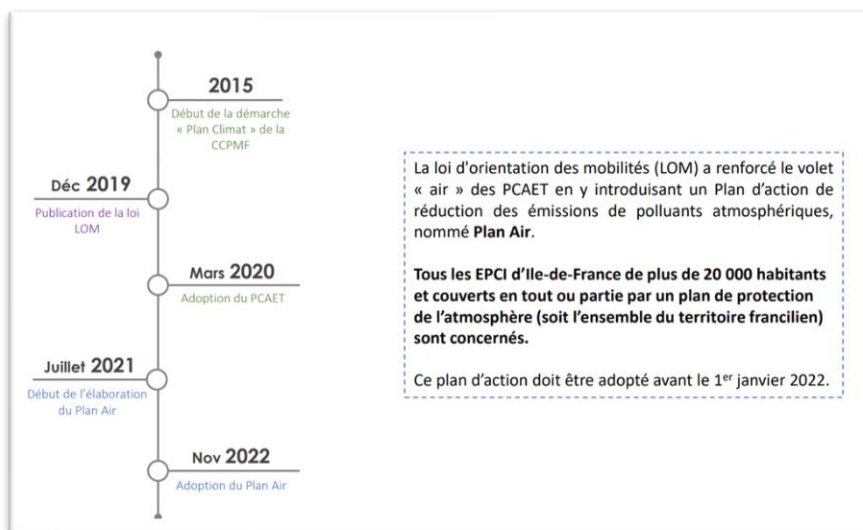 2015
Début de la démarche
« Plan Climat » de la
CCPMF
Déc 2019
Publication de la loi
LOM
Mars 2020
Adoption du PCAET
Juillet 2021
Début de l'élaboration
du Plan Air
Nov 2022
Adoption du Plan Air
La loi d'orientation des mobilités (LOM) a renforcé le volet
« air » des PCAET en y introduisant un Plan d'action de
réduction des émissions de polluants atmosphériques,
nommé Plan Air.
Tous les EPCI d'Ile-de-France de plus de 20 000 habitants
et couverts en tout ou partie par un plan de protection
de l'atmosphère (soit l'ensemble du territoire francilien)
sont concernés.
Ce plan d'action doit être adopté avant le 1er janvier 2022.